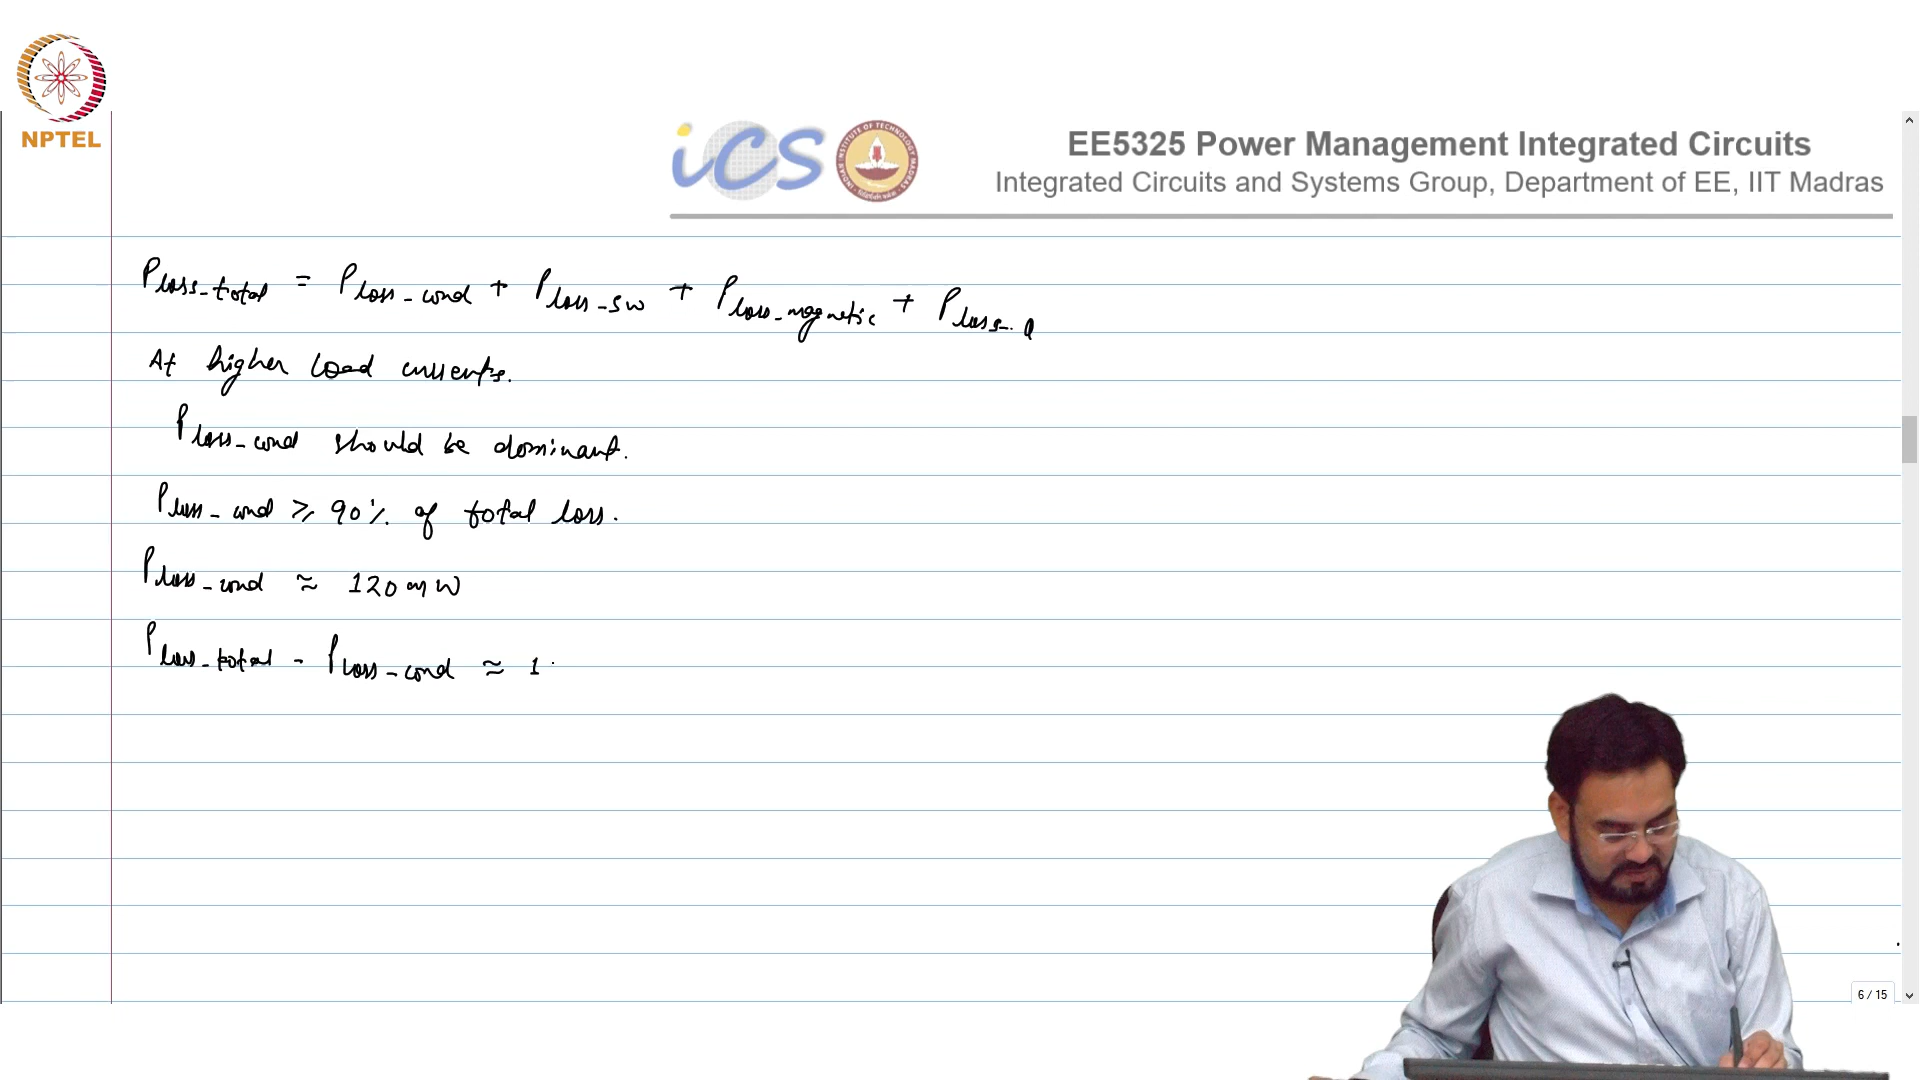 NPTEL
iCS
EE5325 Power Management Integrated Circuits
Integrated Circuits and Systems Group, Department of EE, IIT Madras
Ploss-total = Ploss-cond + Ploss-sw + Ploss-magnetic + Ploss-Q
At higher load currents.
Ploss-cond should be dominant.
Ploss-cond ≥ 90% of total loss.
Ploss-cond ≈ 120mW
Ploss-total - Ploss-cond ≈ 1
6 / 15